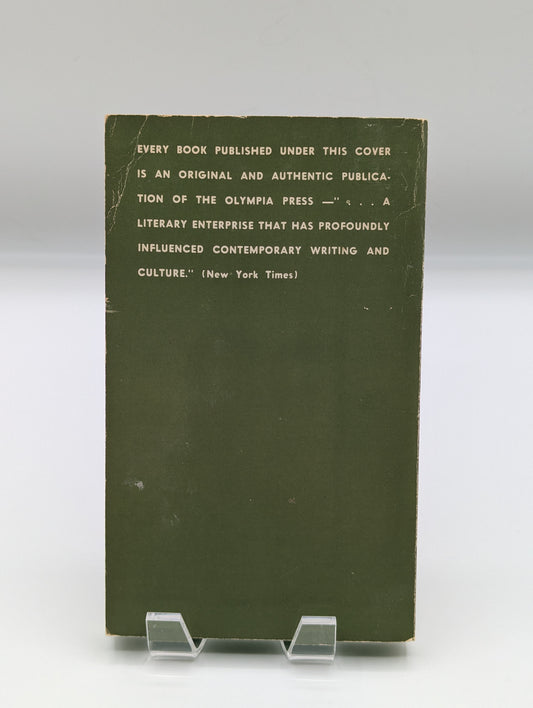 EVERY BOOK PUBLISHED UNDER THIS COVER
IS AN ORIGINAL AND AUTHENTIC PUBLICA-
TION OF THE OLYMPIA PRESS —" . . . A
LITERARY ENTERPRISE THAT HAS PROFOUNDLY
INFLUENCED CONTEMPORARY WRITING AND
CULTURE." (New York Times)